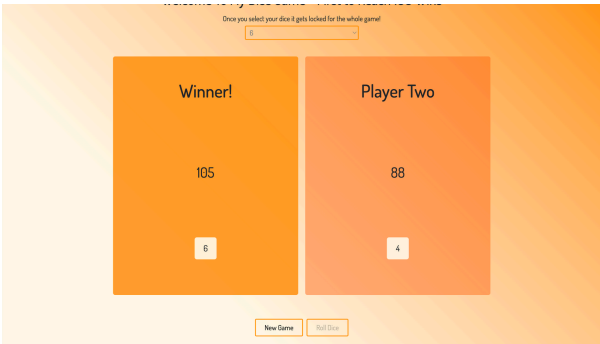 Once you select your dice it gets locked for the whole game!
6
Winner!
Player Two
105
88
6
4
New Game
Roll Dice